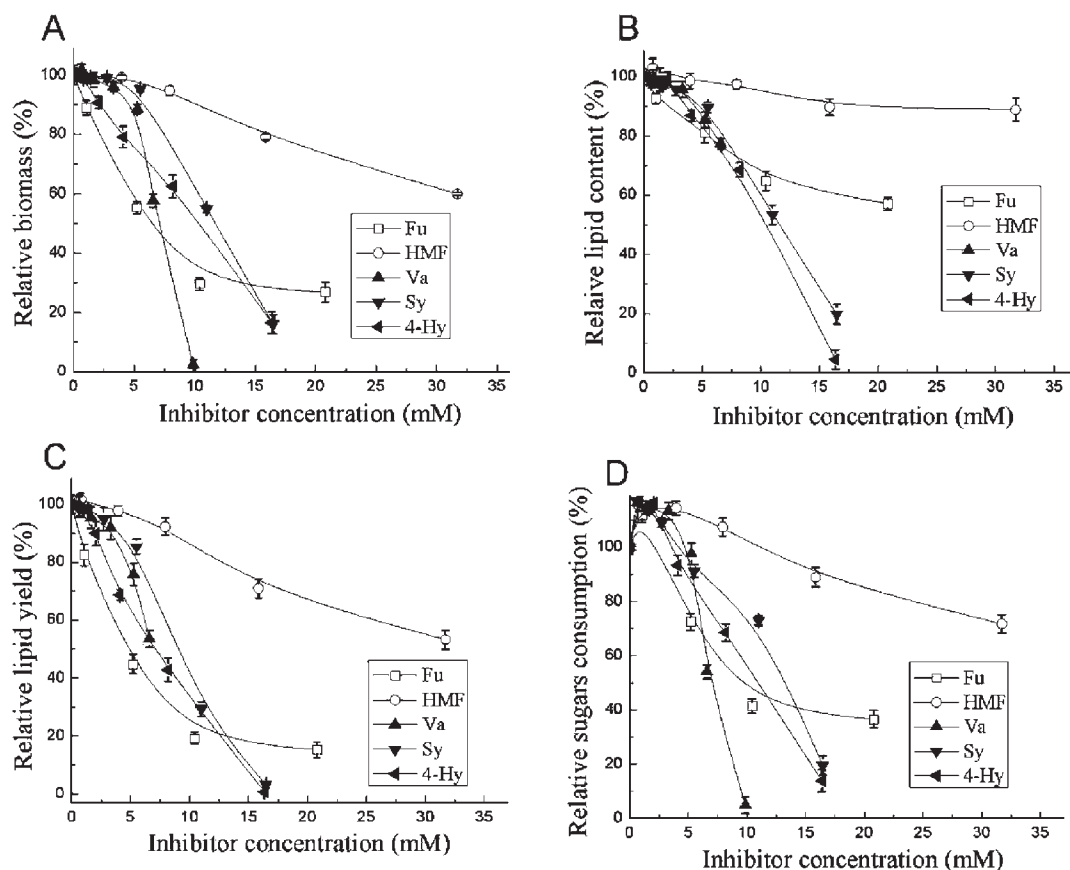 A
Relative biomass (%)
120
100
80
60
40
20
0
0 5 10 15 20 25 30 35
Inhibitor concentration (mM)
Fu
HMF
Va
Sy
4-Hy
B
Relaive lipid content (%)
120
100
80
60
40
20
0
0 5 10 15 20 25 30 35
Inhibitor concentration (mM)
Fu
HMF
Va
Sy
4-Hy
C
Relative lipid yield (%)
100
80
60
40
20
0
0 5 10 15 20 25 30 35
Inhibitor concentration (mM)
Fu
HMF
Va
Sy
4-Hy
D
Relative sugars consumption (%)
100
80
60
40
20
0
0 5 10 15 20 25 30 35
Inhibitor concentration (mM)
Fu
HMF
Va
Sy
4-Hy